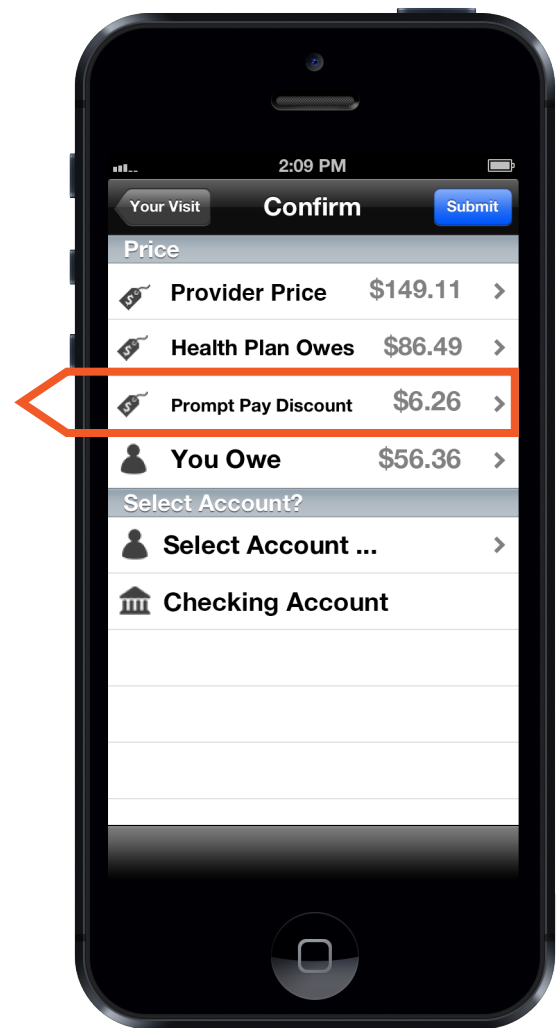 2:09 PM
Your Visit Confirm Submit
Price
Provider Price $149.11
Health Plan Owes $86.49
Prompt Pay Discount $6.26
You Owe $56.36
Select Account?
Select Account ...
Checking Account